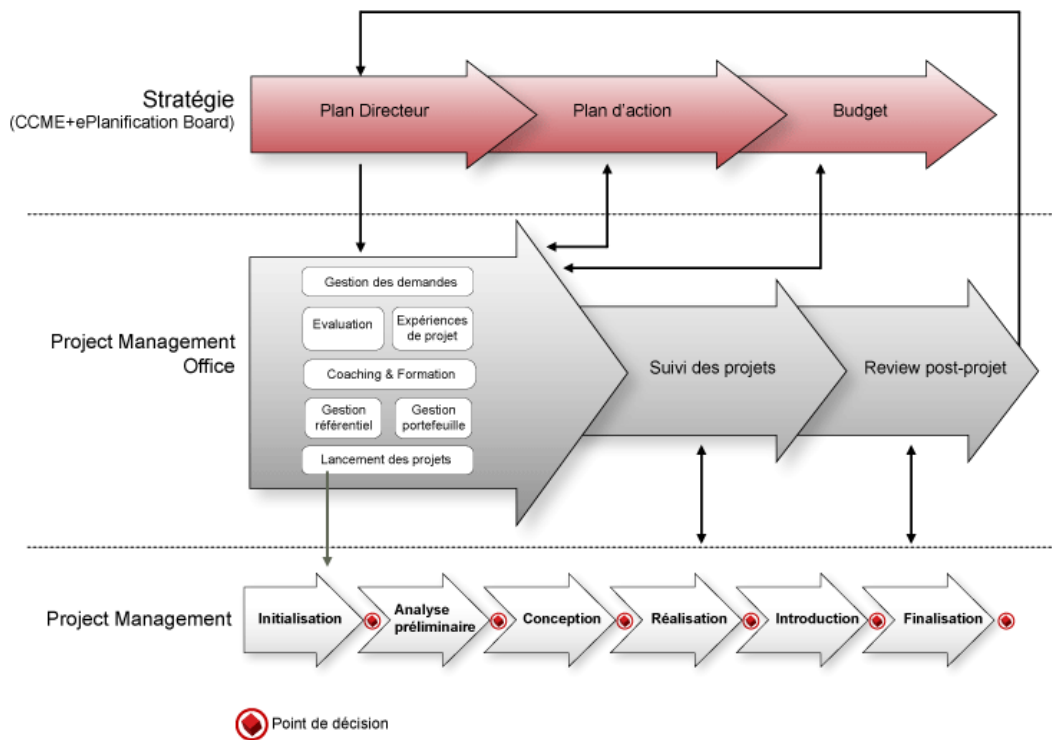 Stratégie
(CCME+ePlanification Board)
Plan Directeur
Plan d'action
Budget
Project Management
Office
Gestion des demandes
Evaluation
Expériences
de projet
Coaching & Formation
Gestion
référentiel
Gestion
portefeuille
Lancement des projets
Suivi des projets
Review post-projet
Project Management
Initialisation
Analyse
préliminaire
Conception
Réalisation
Introduction
Finalisation
Point de décision